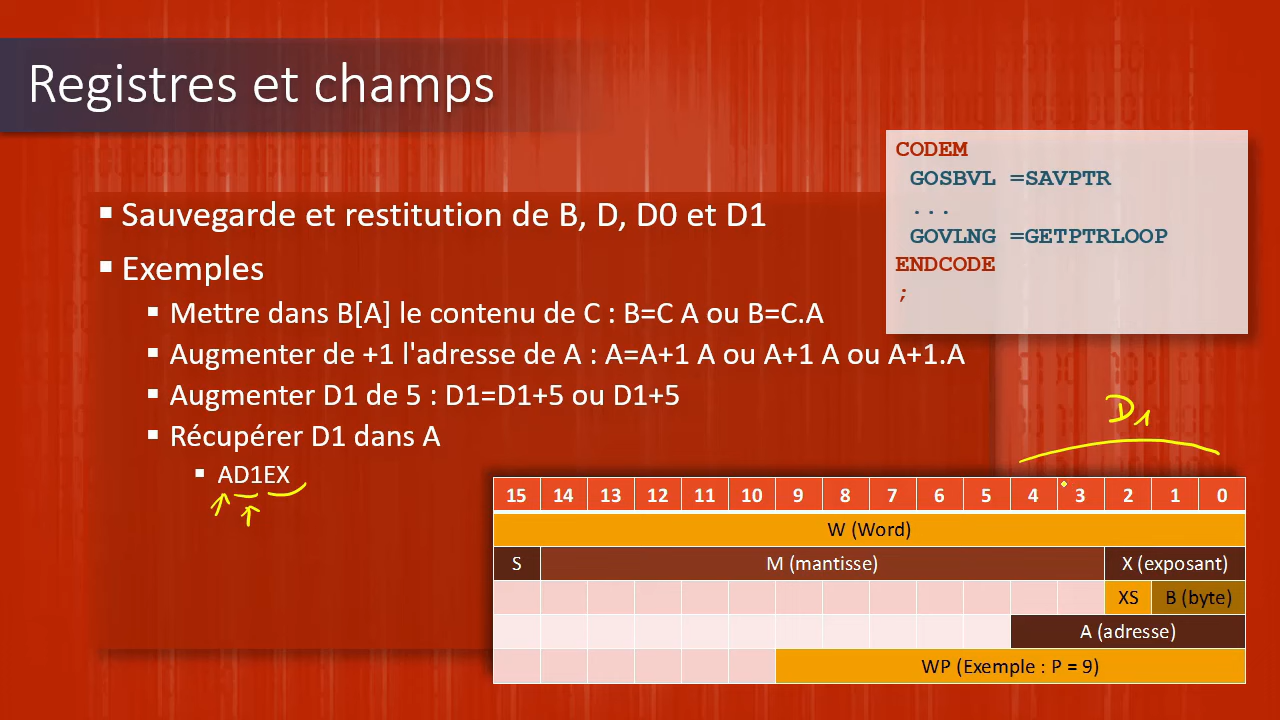 Registres et champs
CODEM
GOSBVL =SAVPTR
...
GOVLNG =GETPTRLOOP
ENDCODE
;
Sauvegarde et restitution de B, D, D0 et D1
Exemples
Mettre dans B[A] le contenu de C : B=C A ou B=C.A
Augmenter de +1 l'adresse de A : A=A+1 A ou A+1 A ou A+1.A
Augmenter D1 de 5 : D1=D1+5 ou D1+5
Récupérer D1 dans A
AD1EX
D1
15 14 13 12 11 10 9 8 7 6 5 4 3 2 1 0
W (Word)
S M (mantisse) X (exposant)
XS B (byte)
A (adresse)
WP (Exemple : P = 9)